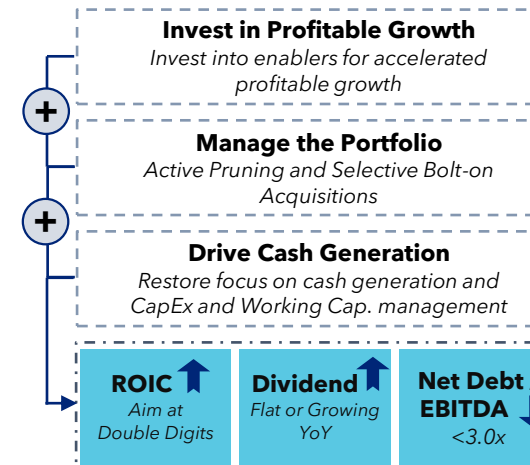 Invest in Profitable Growth
Invest into enablers for accelerated
profitable growth
+
Manage the Portfolio
Active Pruning and Selective Bolt-on
Acquisitions
+
Drive Cash Generation
Restore focus on cash generation and
CapEx and Working Cap. management
ROIC
Aim at
Double Digits
Dividend
Flat or Growing
YoY
Net Debt
EBITDA
<3.0x